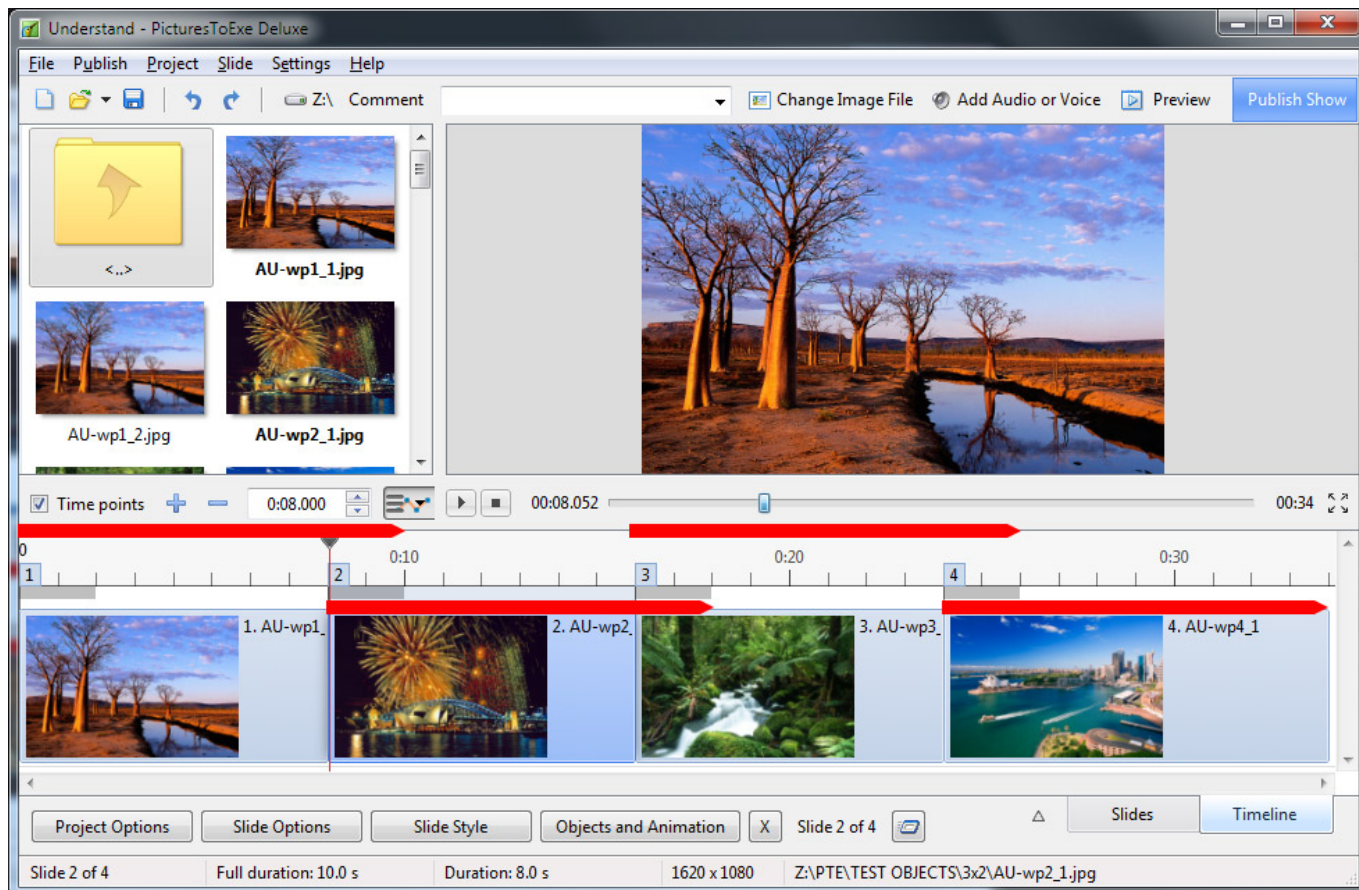 Understand - PicturesToExe Deluxe
File Publish Project Slide Settings Help
Z:\ Comment Change Image File Add Audio or Voice Preview Publish Show
<..>
AU-wp1_1.jpg
AU-wp1_2.jpg
AU-wp2_1.jpg
Time points 0:08.000 00:08.052 00:34
0 0:10 0:20 0:30
1 2 3 4
1. AU-wp1_ 2. AU-wp2_ 3. AU-wp3_ 4. AU-wp4_1
Project Options Slide Options Slide Style Objects and Animation X Slide 2 of 4 Slides Timeline
Slide 2 of 4 Full duration: 10.0 s Duration: 8.0 s 1620 x 1080 Z:\PTE\TEST OBJECTS\3x2\AU-wp2_1.jpg